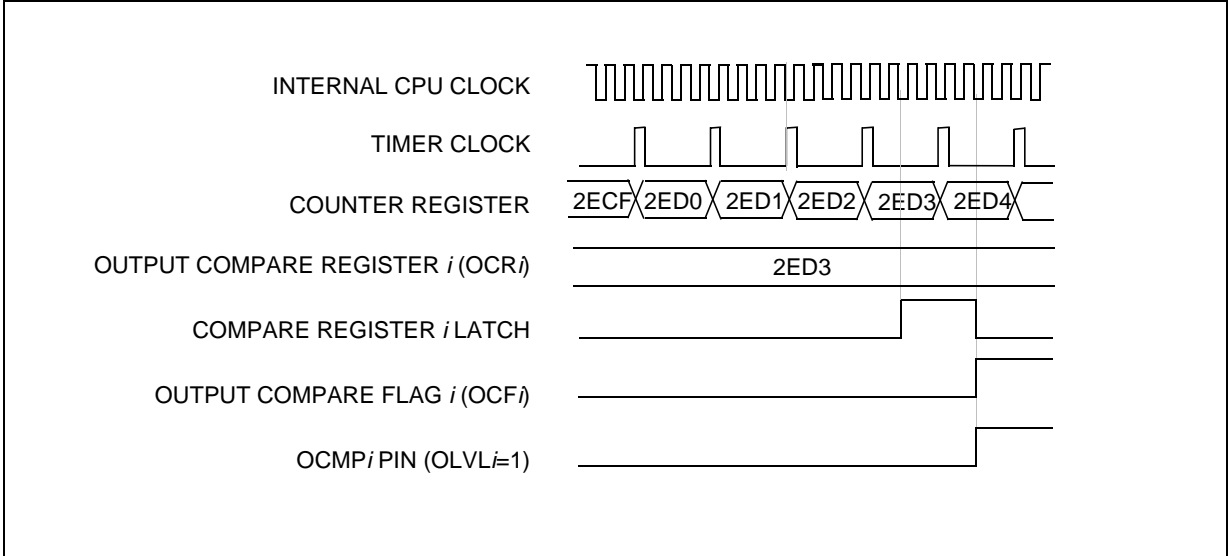 INTERNAL CPU CLOCK
TIMER CLOCK
COUNTER REGISTER 2ECF 2ED0 2ED1 2ED2 2ED3 2ED4
OUTPUT COMPARE REGISTER i (OCRi) 2ED3
COMPARE REGISTER i LATCH
OUTPUT COMPARE FLAG i (OCFi)
OCMPi PIN (OLVLi=1)